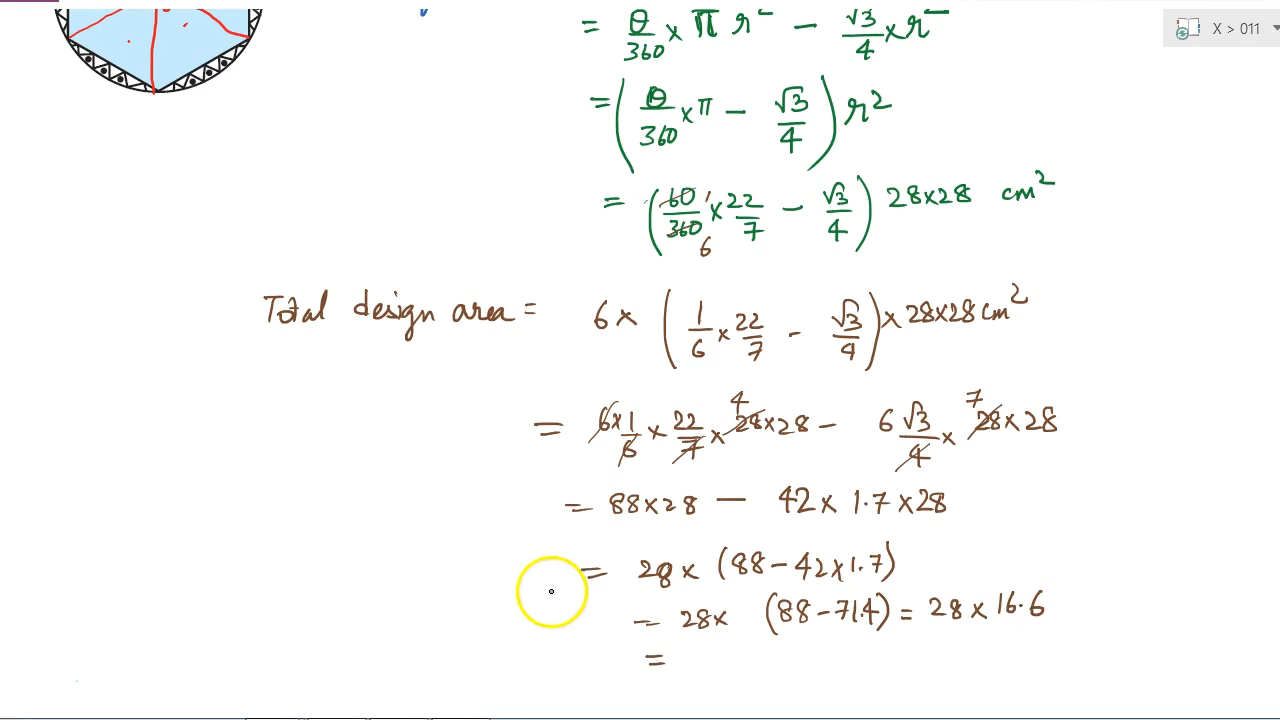 X > 011
= θ/360 × π r² − √3/4 × r²
= (θ/360 × π − √3/4) r²
= (60/360 1 6 × 22/7 − √3/4) 28×28 cm²
Total design area = 6 × (1/6 × 22/7 − √3/4) × 28×28 cm²
= 6×1/6 × 22/7 × 28 4 ×28 − 6 √3/4 × 28 7 × 28
= 88×28 − 42 × 1.7 × 28
= 28 × (88 − 42 × 1.7)
= 28× (88 − 71.4) = 28 × 16.6
=